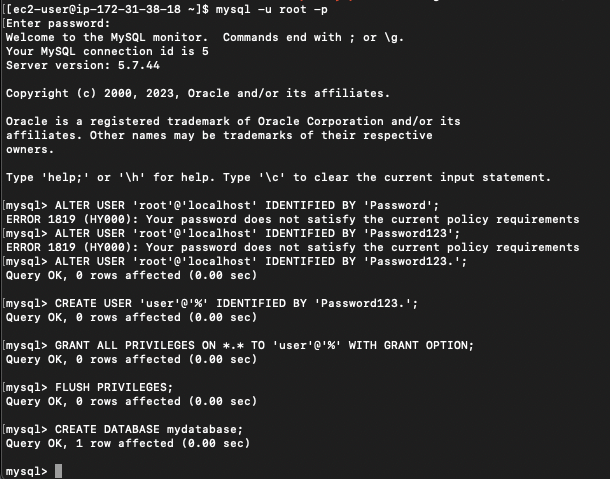 [[ec2-user@ip-172-31-38-18 ~]$ mysql -u root -p
[Enter password:
Welcome to the MySQL monitor.  Commands end with ; or \g.
Your MySQL connection id is 5
Server version: 5.7.44

Copyright (c) 2000, 2023, Oracle and/or its affiliates.

Oracle is a registered trademark of Oracle Corporation and/or its
affiliates. Other names may be trademarks of their respective
owners.

Type 'help;' or '\h' for help. Type '\c' to clear the current input statement.

[mysql> ALTER USER 'root'@'localhost' IDENTIFIED BY 'Password';
ERROR 1819 (HY000): Your password does not satisfy the current policy requirements
[mysql> ALTER USER 'root'@'localhost' IDENTIFIED BY 'Password123';
ERROR 1819 (HY000): Your password does not satisfy the current policy requirements
[mysql> ALTER USER 'root'@'localhost' IDENTIFIED BY 'Password123.';
Query OK, 0 rows affected (0.00 sec)

[mysql> CREATE USER 'user'@'%' IDENTIFIED BY 'Password123.';
Query OK, 0 rows affected (0.00 sec)

[mysql> GRANT ALL PRIVILEGES ON *.* TO 'user'@'%' WITH GRANT OPTION;
Query OK, 0 rows affected (0.00 sec)

[mysql> FLUSH PRIVILEGES;
Query OK, 0 rows affected (0.00 sec)

[mysql> CREATE DATABASE mydatabase;
Query OK, 1 row affected (0.00 sec)

mysql>